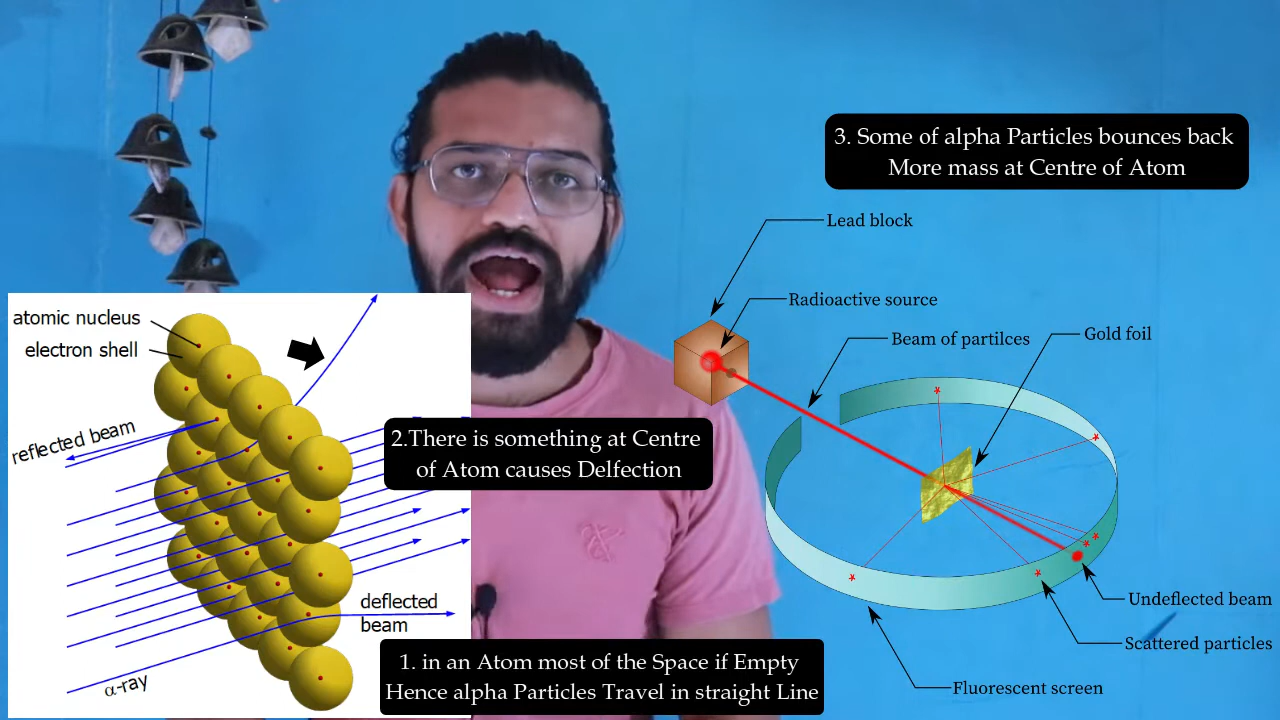 3. Some of alpha Particles bounces back
More mass at Centre of Atom
Lead block
Radioactive source
Beam of partilces
Gold foil
atomic nucleus
electron shell
reflected beam
2.There is something at Centre
of Atom causes Delfection
deflected
beam
α-ray
Undeflected beam
Scattered particles
Fluorescent screen
1. in an Atom most of the Space if Empty
Hence alpha Particles Travel in straight Line